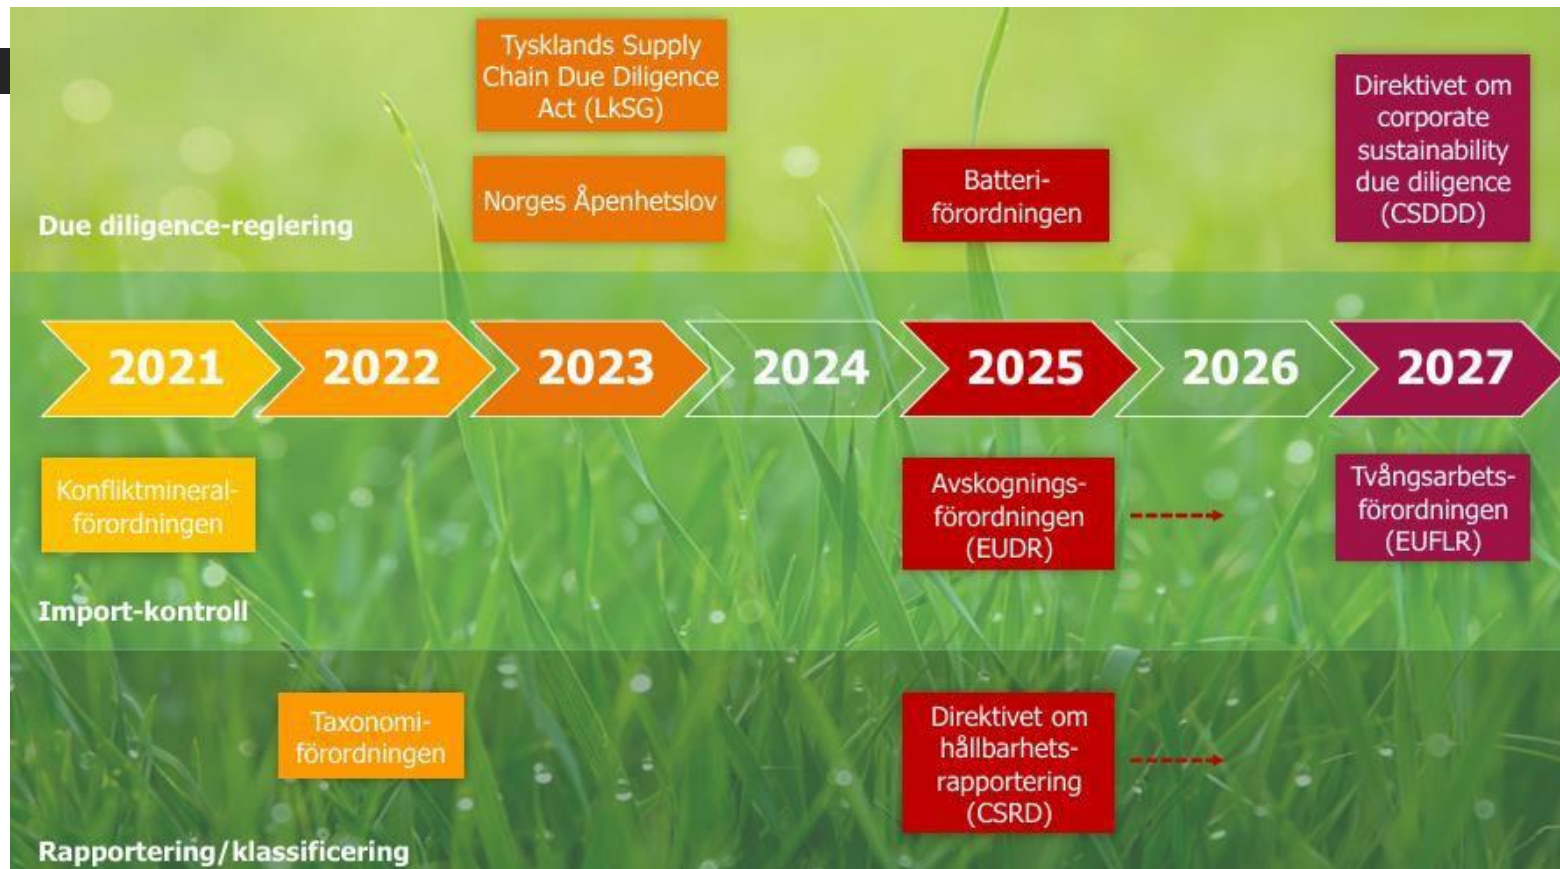 Tysklands Supply
Chain Due Diligence
Act (LkSG)
Norges Åpenhetslov
Batteri-
förordningen
Direktivet om
corporate
sustainability
due diligence
(CSDDD)
Due diligence-reglering
2021
2022
2023
2024
2025
2026
2027
Konfliktmineral-
förordningen
Avskognings-
förordningen
(EUDR)
Tvångsarbets-
förordningen
(EUFLR)
Import-kontroll
Taxonomi-
förordningen
Direktivet om
hållbarhets-
rapportering
(CSRD)
Rapportering/klassificering